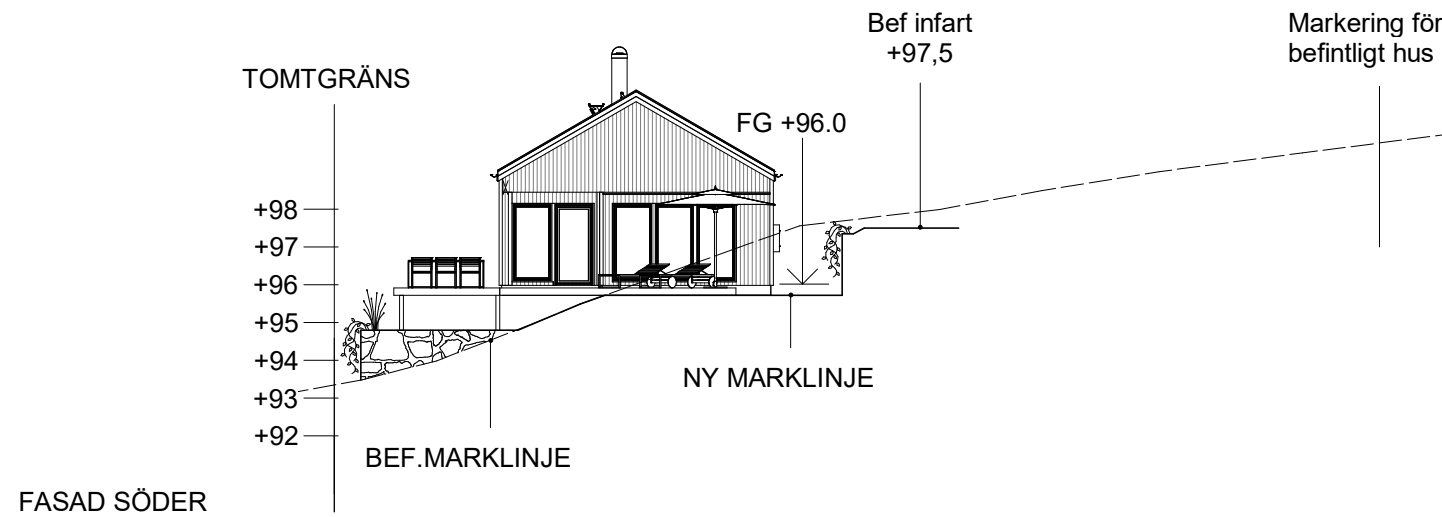 Bef infart
+97,5
Markering för
befintligt hus
TOMTGRÄNS
FG +96.0
+98
+97
+96
+95
+94
+93
+92
NY MARKLINJE
BEF.MARKLINJE
FASAD SÖDER